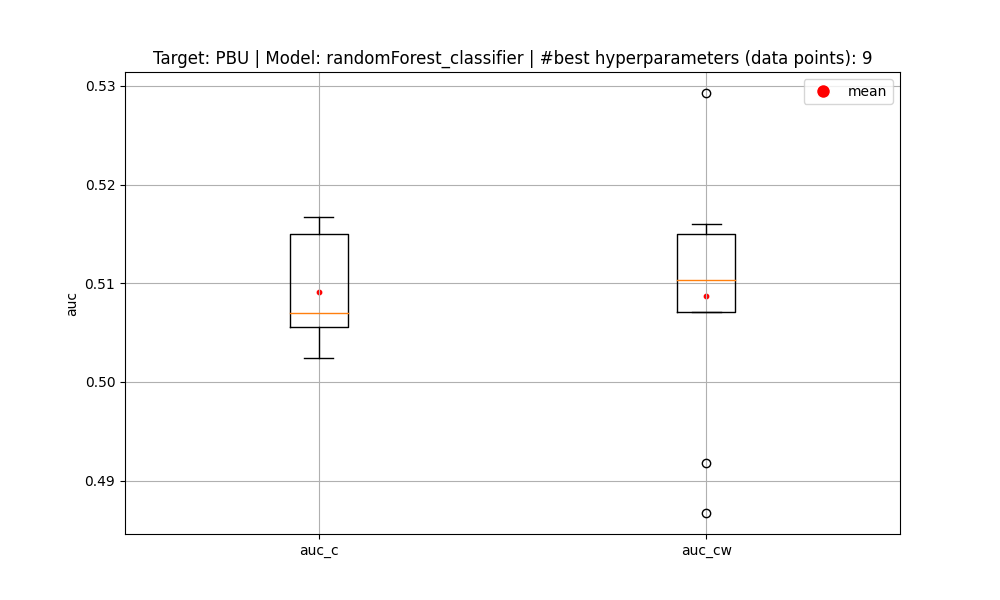 Target: PBU | Model: randomForest_classifier | #best hyperparameters (data points): 9
mean
0.53
0.52
0.51
0.50
0.49
auc
auc_c
auc_cw